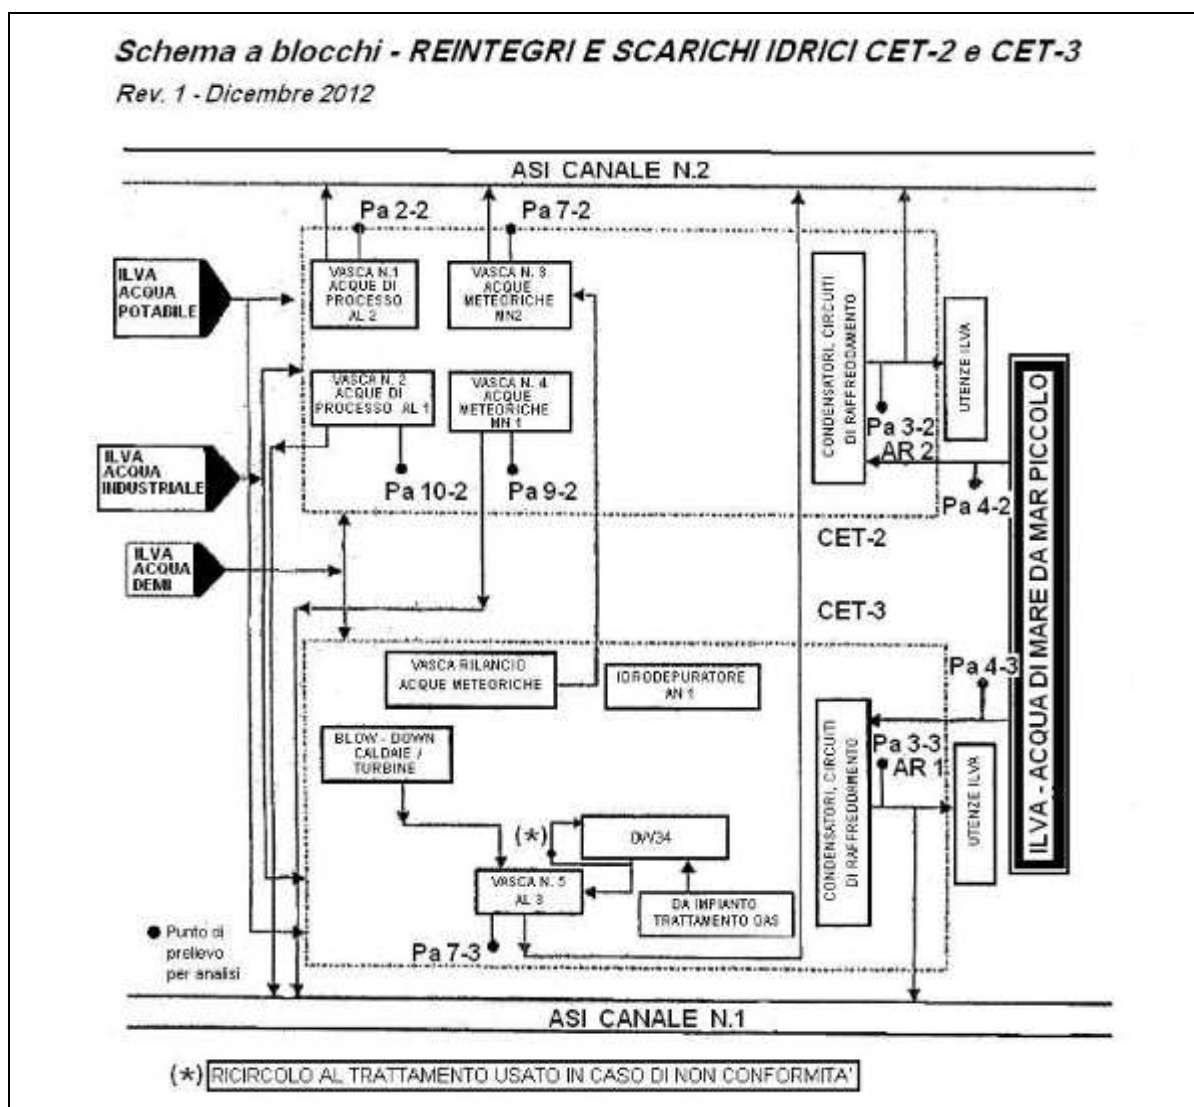 Schema a blocchi - REINTEGRI E SCARICHI IDRICI CET-2 e CET-3
Rev. 1 - Dicembre 2012
ASI CANALE N.2
Pa 2-2
Pa 7-2
ILVA
ACQUA
POTABILE
VASCA N.1
ACQUE DI
PROCESSO
AL 2
VASCA N. 3
ACQUE
METEORICHE
MN2
CONDENSATORI, CIRCUITI
DI RAFFREDDAMENTO
UTENZE ILVA
VASCA N. 2
ACQUE DI
PROCESSO AL 1
VASCA N. 4
ACQUE
METEORICHE
MN 1
Pa 3-2
AR 2
ILVA
ACQUA
INDUSTRIALE
Pa 10-2
Pa 9-2
Pa 4-2
ILVA - ACQUA DI MARE DA MAR PICCOLO
CET-2
ILVA
ACQUA
DEMI
CET-3
VASCA RILANCIO
ACQUE METEORICHE
IDRODEPURATORE
AN 1
Pa 4-3
BLOW - DOWN
CALDAIE /
TURBINE
CONDENSATORI, CIRCUITI
DI RAFFREDDAMENTO
Pa 3-3
AR 1
UTENZE ILVA
(*)
DW34
VASCA N. 5
AL 3
DA IMPIANTO
TRATTAMENTO GAS
Pa 7-3
Punto di
prelievo
per analisi
ASI CANALE N.1
(*) RICIRCOLO AL TRATTAMENTO USATO IN CASO DI NON CONFORMITA'